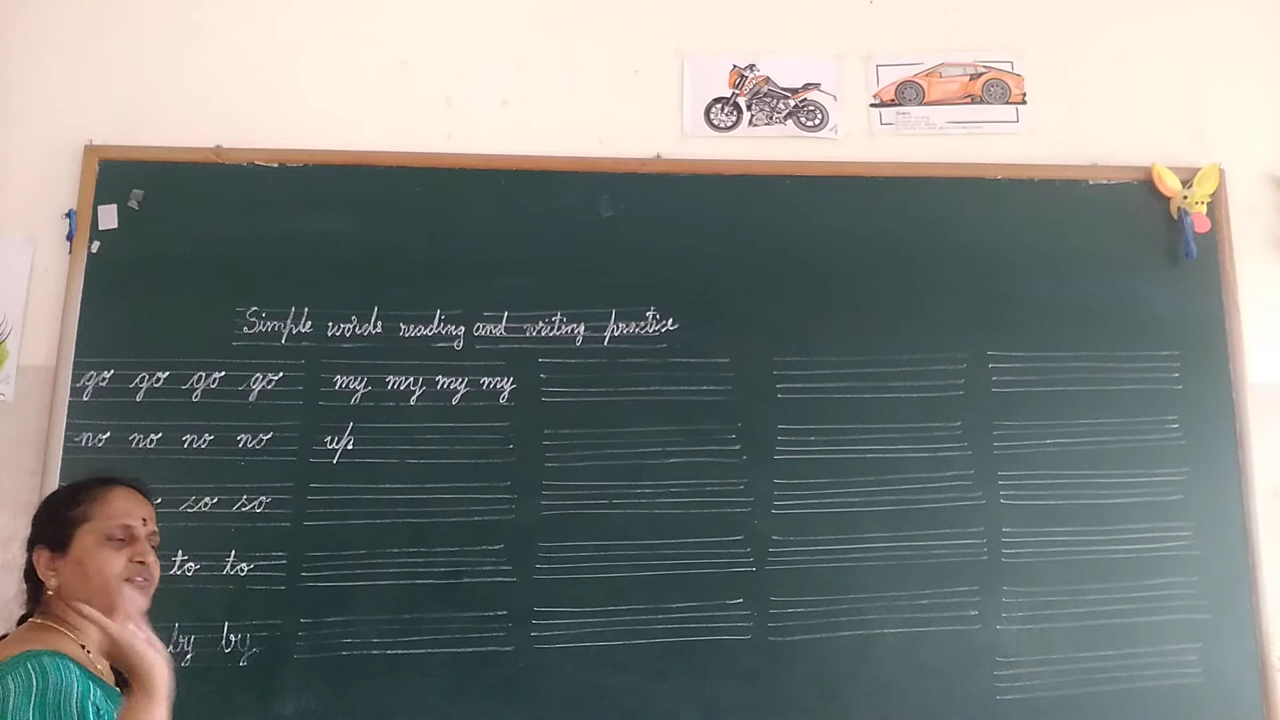 Simple words reading and writing practice
go go go go
my my my my
no no no no
up
so so
to to
by by